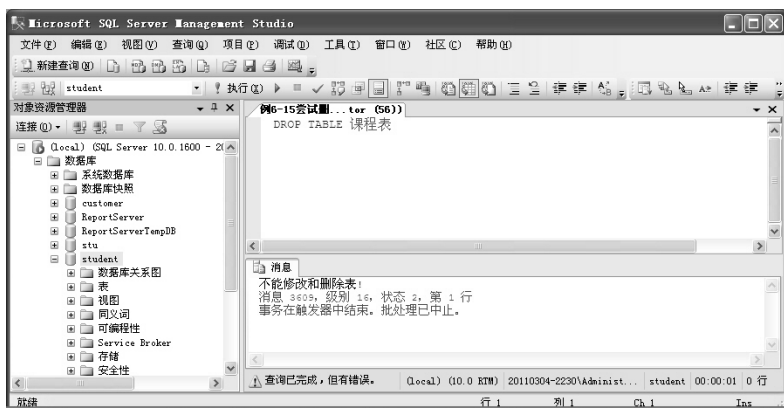 Microsoft SQL Server Management Studio
文件(F) 编辑(E) 视图(V) 查询(Q) 项目(P) 调试(D) 工具(T) 窗口(W) 社区(C) 帮助(H)
新建查询(N)
student 执行(X)
对象资源管理器
连接(O)
(local) (SQL Server 10.0.1600 - 20
数据库
系统数据库
数据库快照
customer
ReportServer
ReportServerTempDB
stu
student
数据库关系图
表
视图
同义词
可编程性
Service Broker
存储
安全性
例6-15尝试删...tor (56))
DROP TABLE 课程表
消息
不能修改和删除表!
消息 3609，级别 16，状态 2，第 1 行
事务在触发器中结束。批处理已中止。
查询已完成，但有错误。 (local) (10.0 RTM) 20110304-2230\Administ... student 00:00:01 0 行
就绪 行 1 列 1 Ch 1 Ins